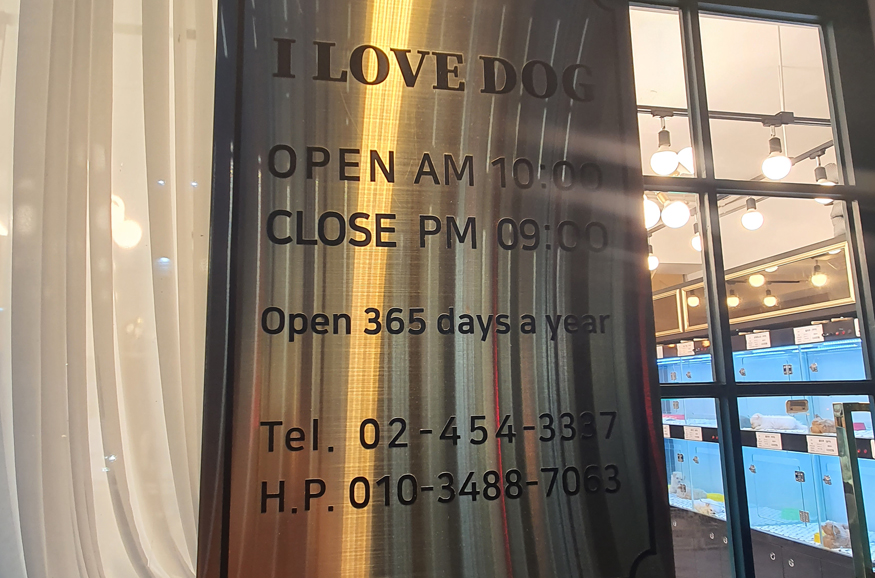 I LOVE DOG
OPEN AM 10:00
CLOSE PM 09:00
Open 365 days a year
Tel. 02-454-3337
H.P. 010-3488-7063